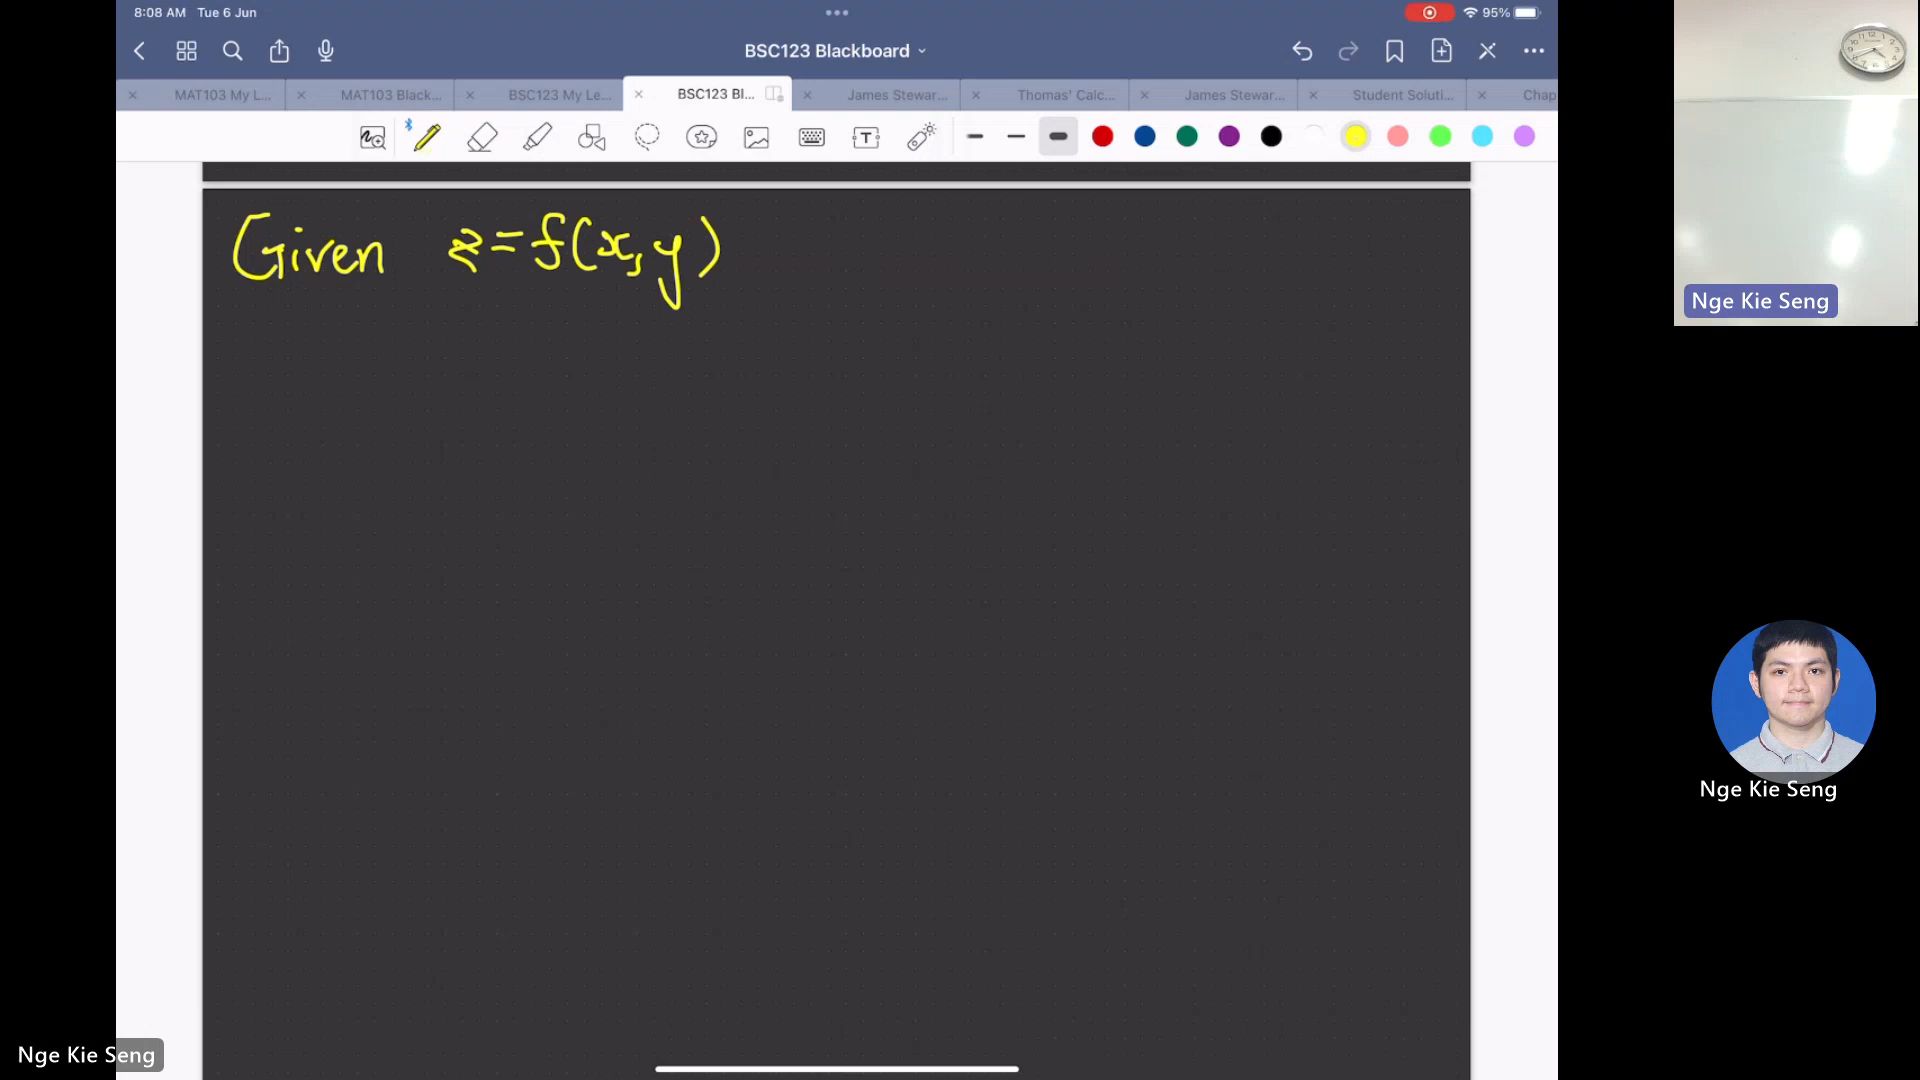 8:08 AM Tue 6 Jun
95%
BSC123 Blackboard
MAT103 My L...
MAT103 Black...
BSC123 My Le...
BSC123 Bl...
James Stewar...
Thomas' Calc...
James Stewar...
Student Soluti...
Chap
T
Given z=f(x,y)
Nge Kie Seng
Nge Kie Seng
Nge Kie Seng